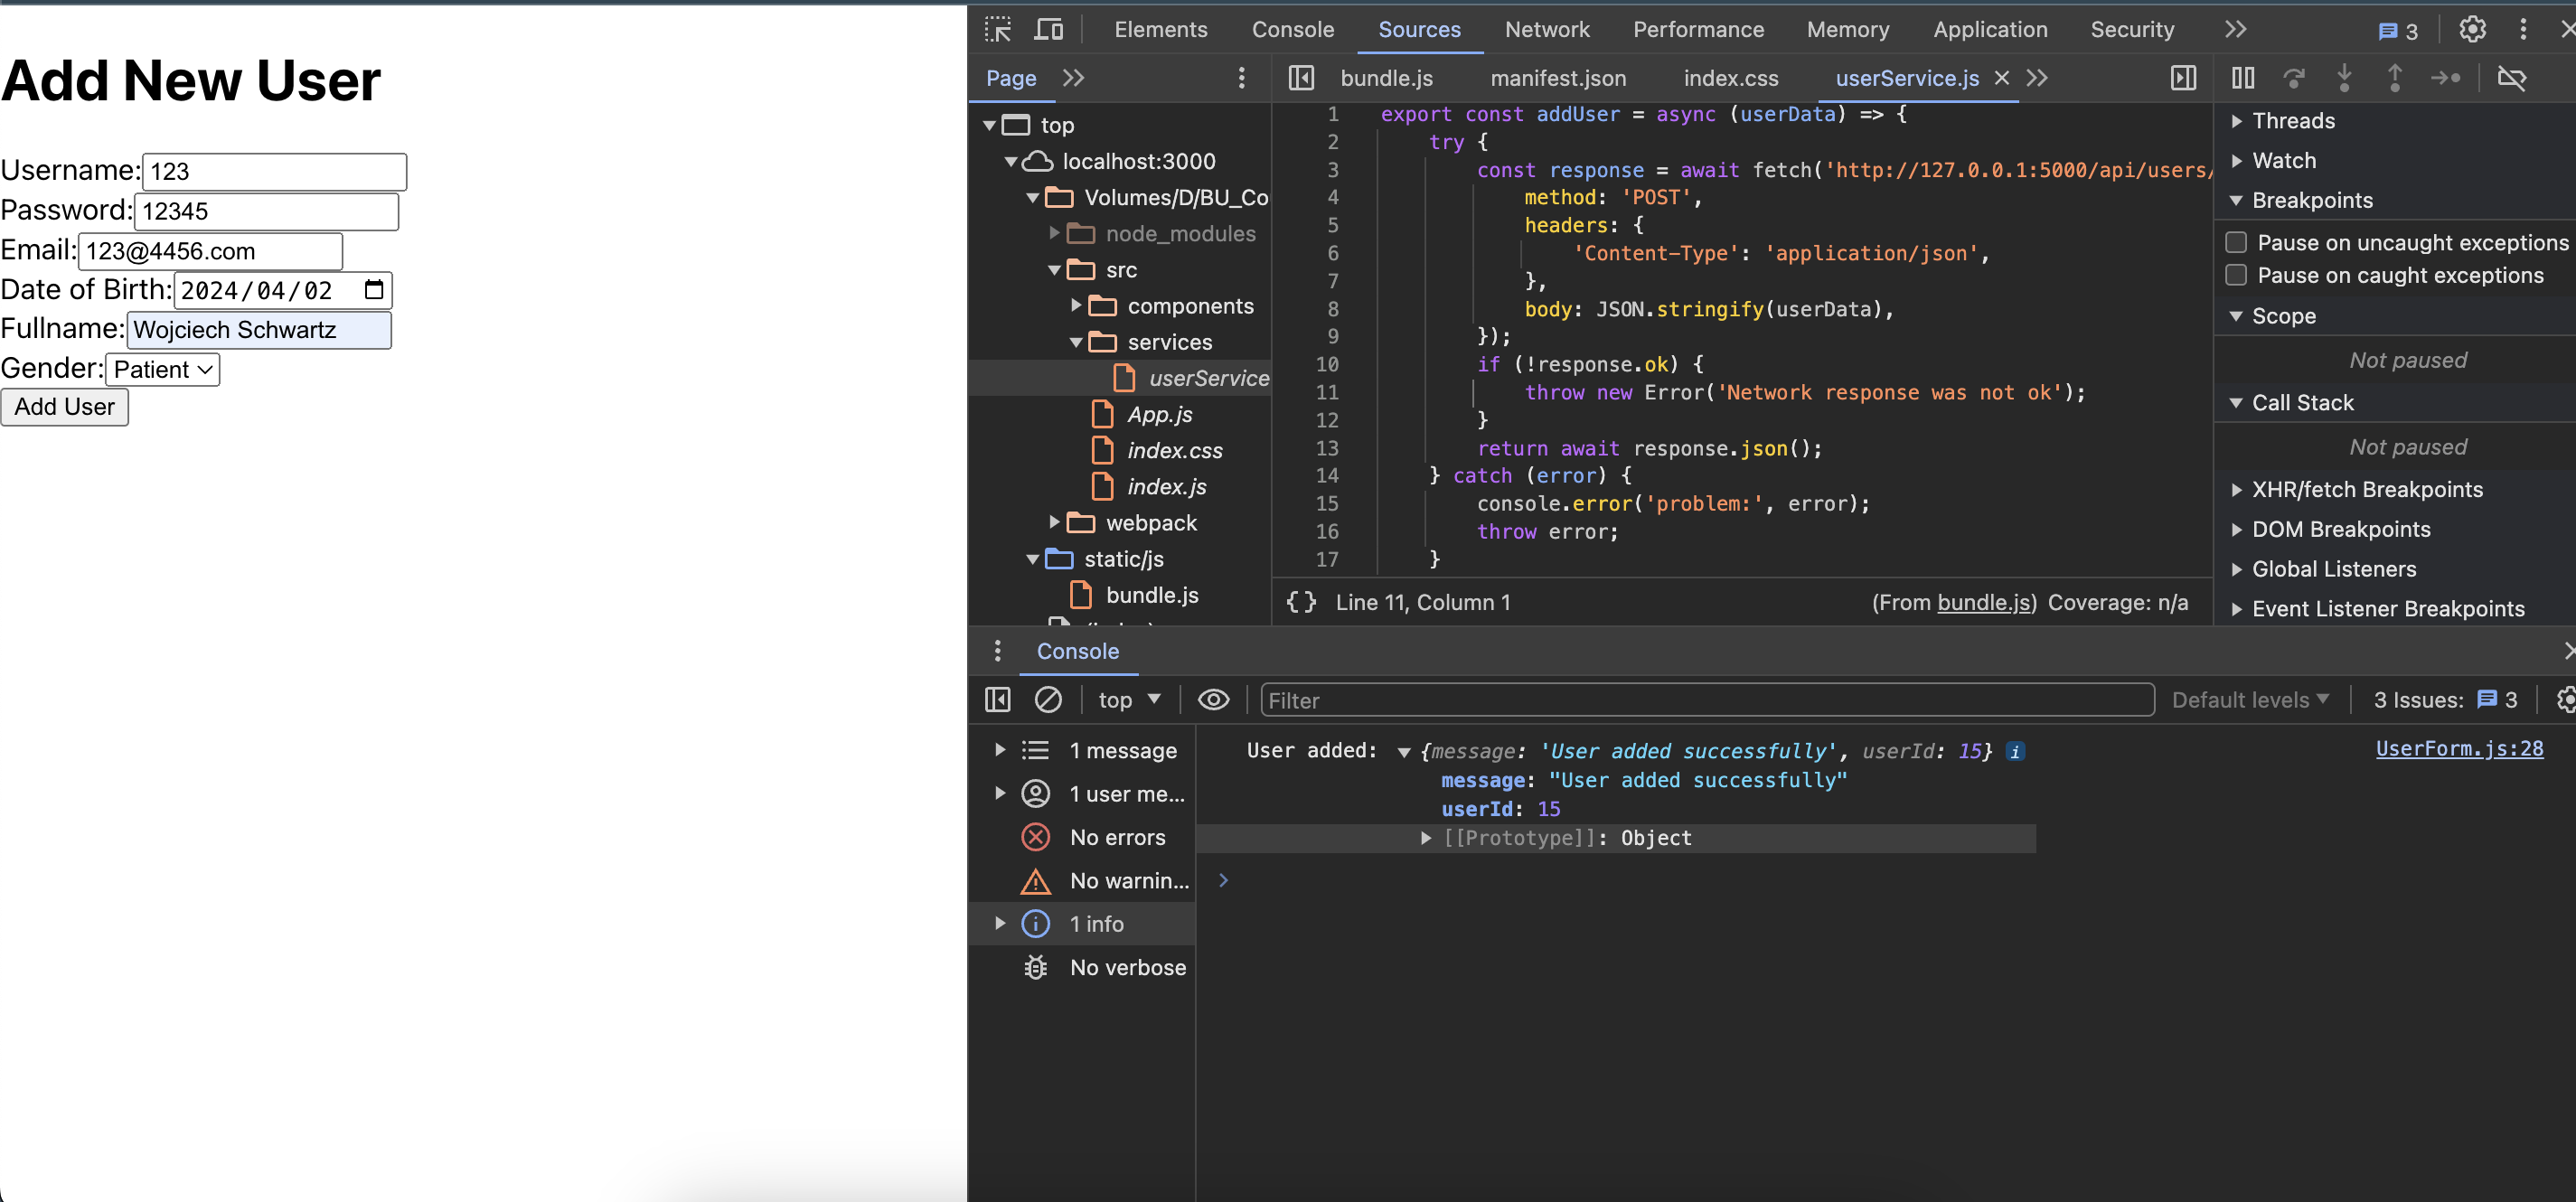 Add New User
Username: 123
Password: 12345
Email: 123@4456.com
Date of Birth: 2024/04/02
Fullname: Wojciech Schwartz
Gender: Patient
Add User
Elements Console Sources Network Performance Memory Application Security 3
Page bundle.js manifest.json index.css userService.js
top
localhost:3000
Volumes/D/BU_Co
node_modules
src
components
services
userService
App.js
index.css
index.js
webpack
static/js
bundle.js
1 export const addUser = async (userData) => {
2 try {
3 const response = await fetch('http://127.0.0.1:5000/api/users/
4 method: 'POST',
5 headers: {
6 'Content-Type': 'application/json',
7 },
8 body: JSON.stringify(userData),
9 });
10 if (!response.ok) {
11 throw new Error('Network response was not ok');
12 }
13 return await response.json();
14 } catch (error) {
15 console.error('problem:', error);
16 throw error;
17 }
{} Line 11, Column 1 (From bundle.js) Coverage: n/a
Threads
Watch
Breakpoints
Pause on uncaught exceptions
Pause on caught exceptions
Scope
Not paused
Call Stack
Not paused
XHR/fetch Breakpoints
DOM Breakpoints
Global Listeners
Event Listener Breakpoints
Console
top Filter Default levels 3 Issues: 3
1 message
1 user me...
No errors
No warnin...
1 info
No verbose
User added: {message: 'User added successfully', userId: 15} i UserForm.js:28
message: "User added successfully"
userId: 15
[[Prototype]]: Object